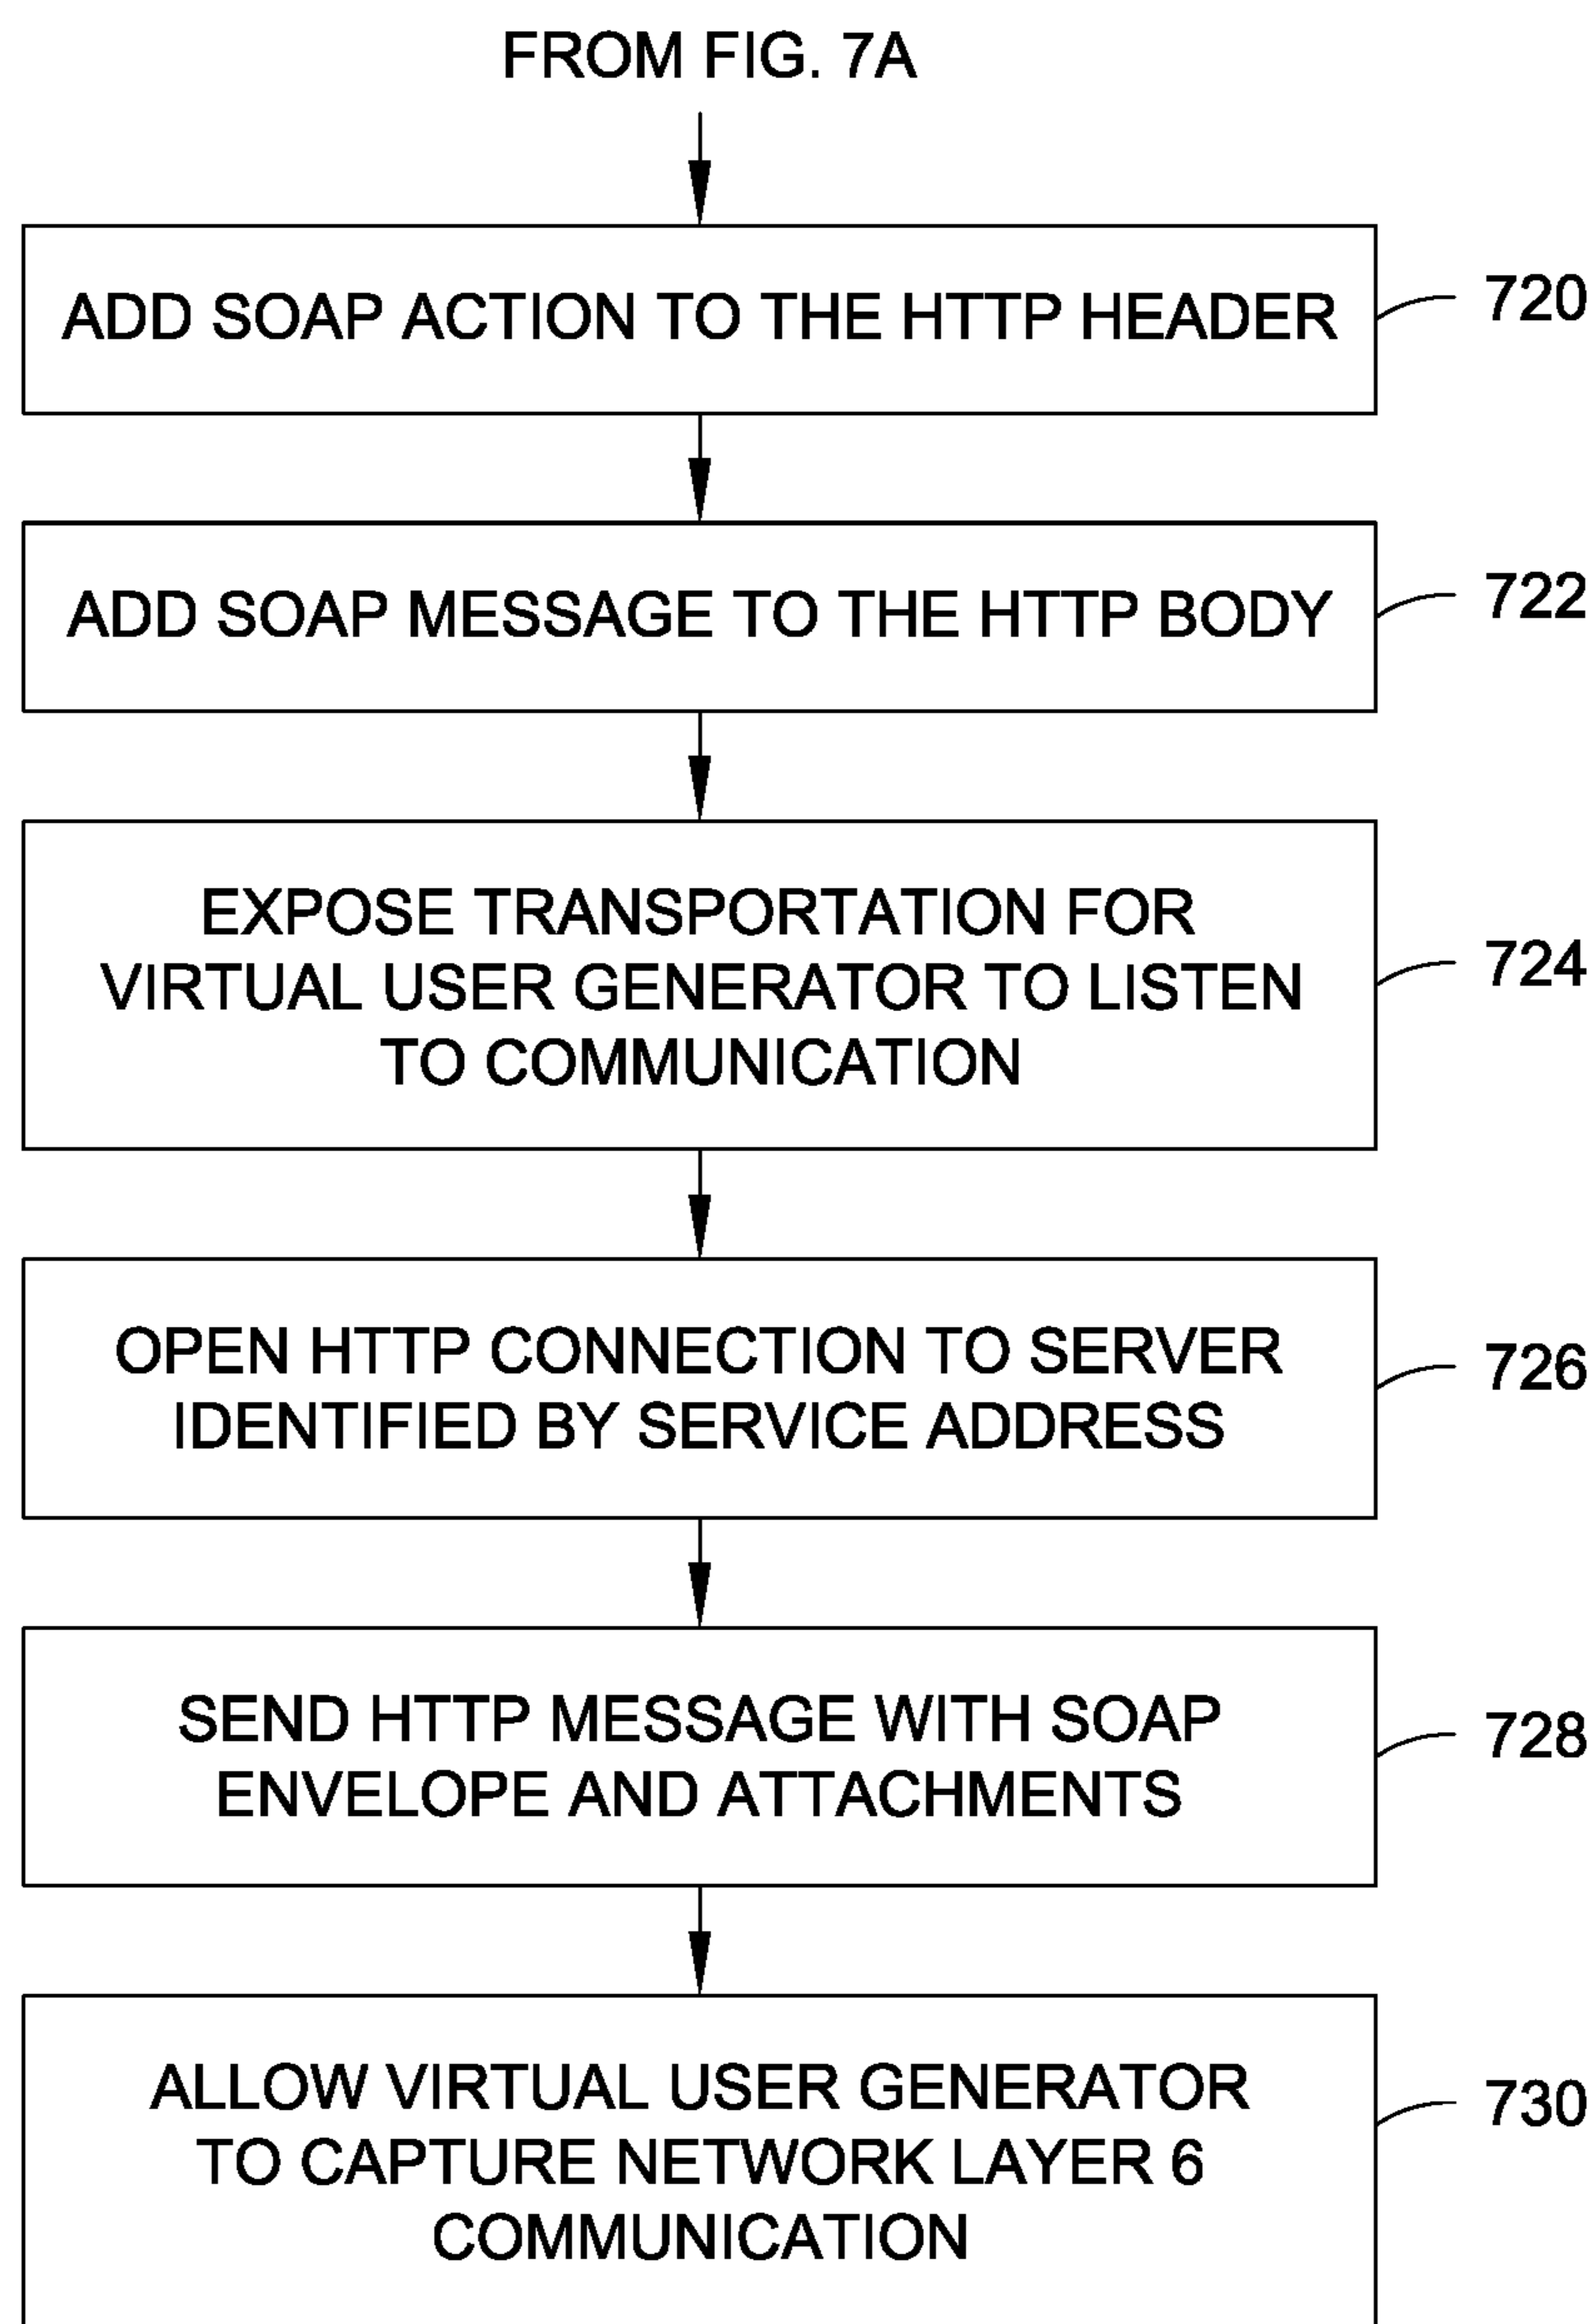 FROM FIG. 7A
ADD SOAP ACTION TO THE HTTP HEADER
720
ADD SOAP MESSAGE TO THE HTTP BODY
722
EXPOSE TRANSPORTATION FOR
VIRTUAL USER GENERATOR TO LISTEN
TO COMMUNICATION
724
OPEN HTTP CONNECTION TO SERVER
IDENTIFIED BY SERVICE ADDRESS
726
SEND HTTP MESSAGE WITH SOAP
ENVELOPE AND ATTACHMENTS
728
ALLOW VIRTUAL USER GENERATOR
TO CAPTURE NETWORK LAYER 6
COMMUNICATION
730